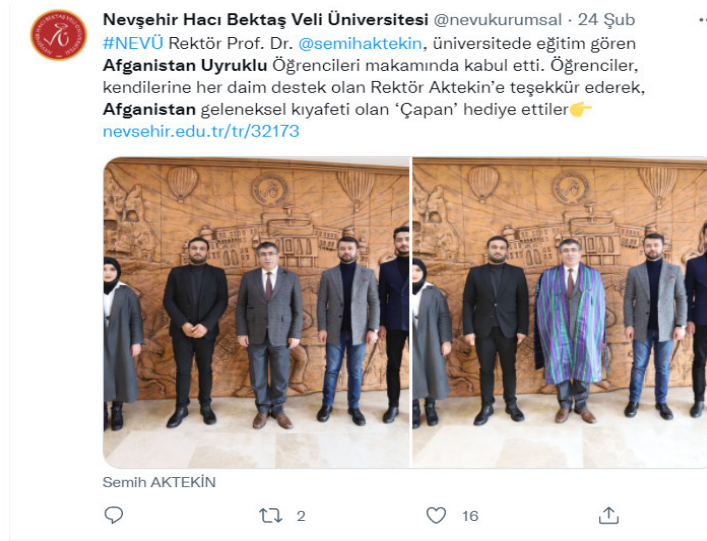 Nevşehir Hacı Bektaş Veli Üniversitesi @nevukurumsal · 24 Şub
#NEVÜ Rektör Prof. Dr. @semihaktekin, üniversitede eğitim gören
Afganistan Uyruklu Öğrencileri makamında kabul etti. Öğrenciler,
kendilerine her daim destek olan Rektör Aktekin’e teşekkür ederek,
Afganistan geleneksel kıyafeti olan ‘Çapan’ hediye ettiler👉
nevsehir.edu.tr/tr/32173
Semih AKTEKİN
2 16